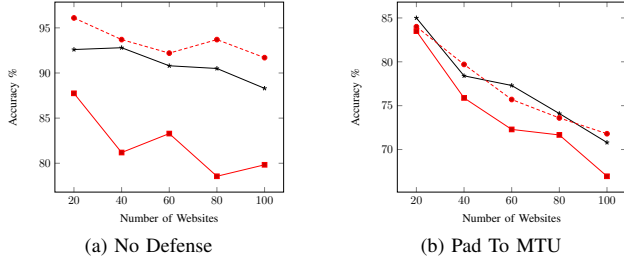 95
90
85
80
20 40 60 80 100
Accuracy %
Number of Websites
(a) No Defense
85
80
75
70
20 40 60 80 100
Accuracy %
Number of Websites
(b) Pad To MTU